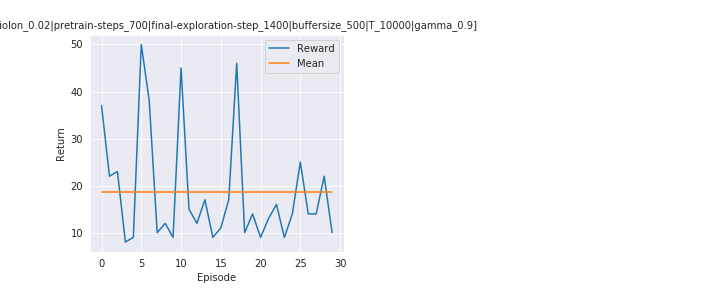 iolon_0.02|pretrain-steps_700|final-exploration-step_1400|buffersize_500|T_10000|gamma_0.9]
Reward
Mean
50
40
30
20
10
Return
0 5 10 15 20 25 30
Episode